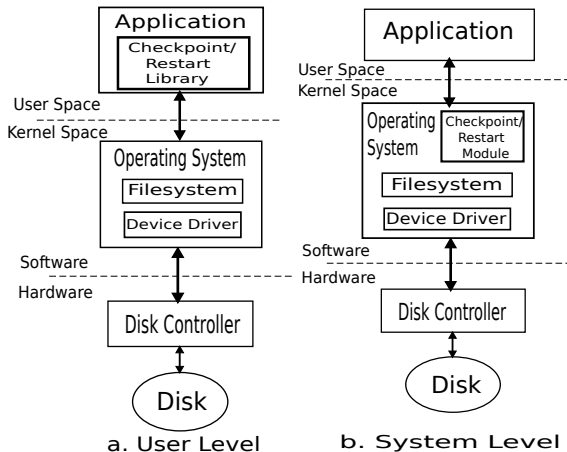 Application
Checkpoint/
Restart
Library
User Space
Kernel Space
Operating System
Filesystem
Device Driver
Software
Hardware
Disk Controller
Disk
a. User Level
Application
User Space
Kernel Space
Operating
System
Checkpoint/
Restart
Module
Filesystem
Device Driver
Software
Hardware
Disk Controller
Disk
b. System Level